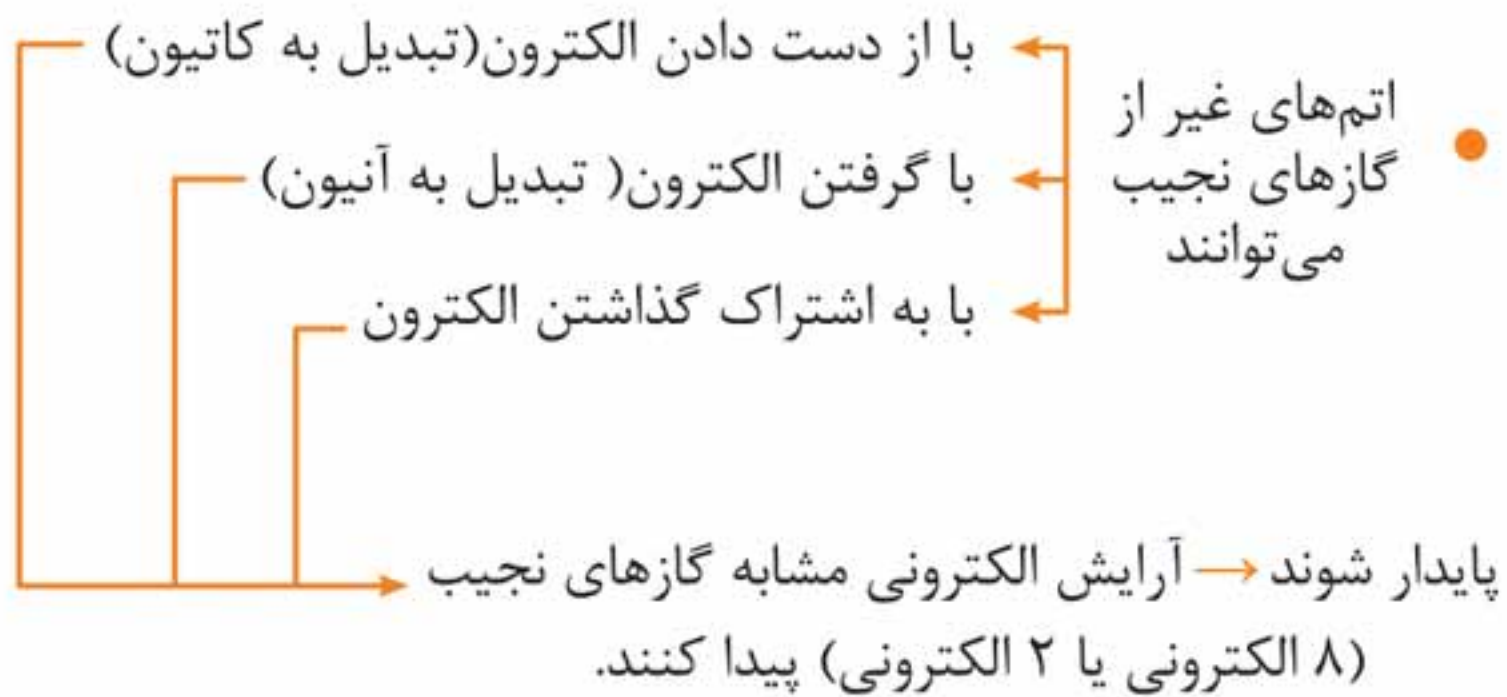 اتم‌های غیر از
گازهای نجیب
می‌توانند
با از دست دادن الکترون(تبدیل به کاتیون)
با گرفتن الکترون( تبدیل به آنیون)
با به اشتراک گذاشتن الکترون
پایدار شوند → آرایش الکترونی مشابه گازهای نجیب
(۸ الکترونی یا ۲ الکترونی) پیدا کنند.